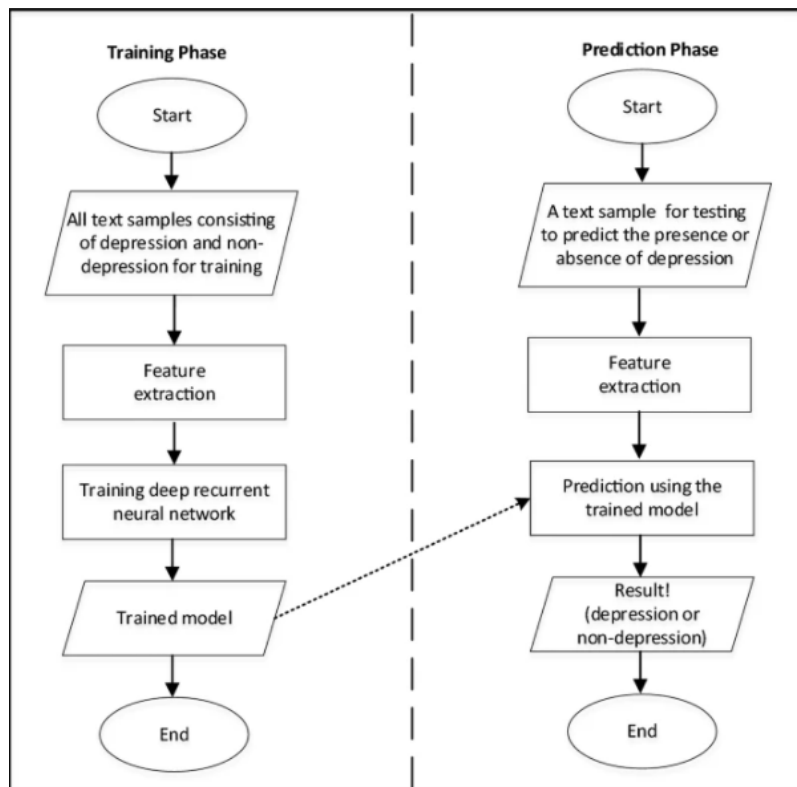 Training Phase
Start
All text samples consisting
of depression and non-
depression for training
Feature
extraction
Training deep recurrent
neural network
Trained model
End
Prediction Phase
Start
A text sample for testing
to predict the presence or
absence of depression
Feature
extraction
Prediction using the
trained model
Result!
(depression or
non-depression)
End